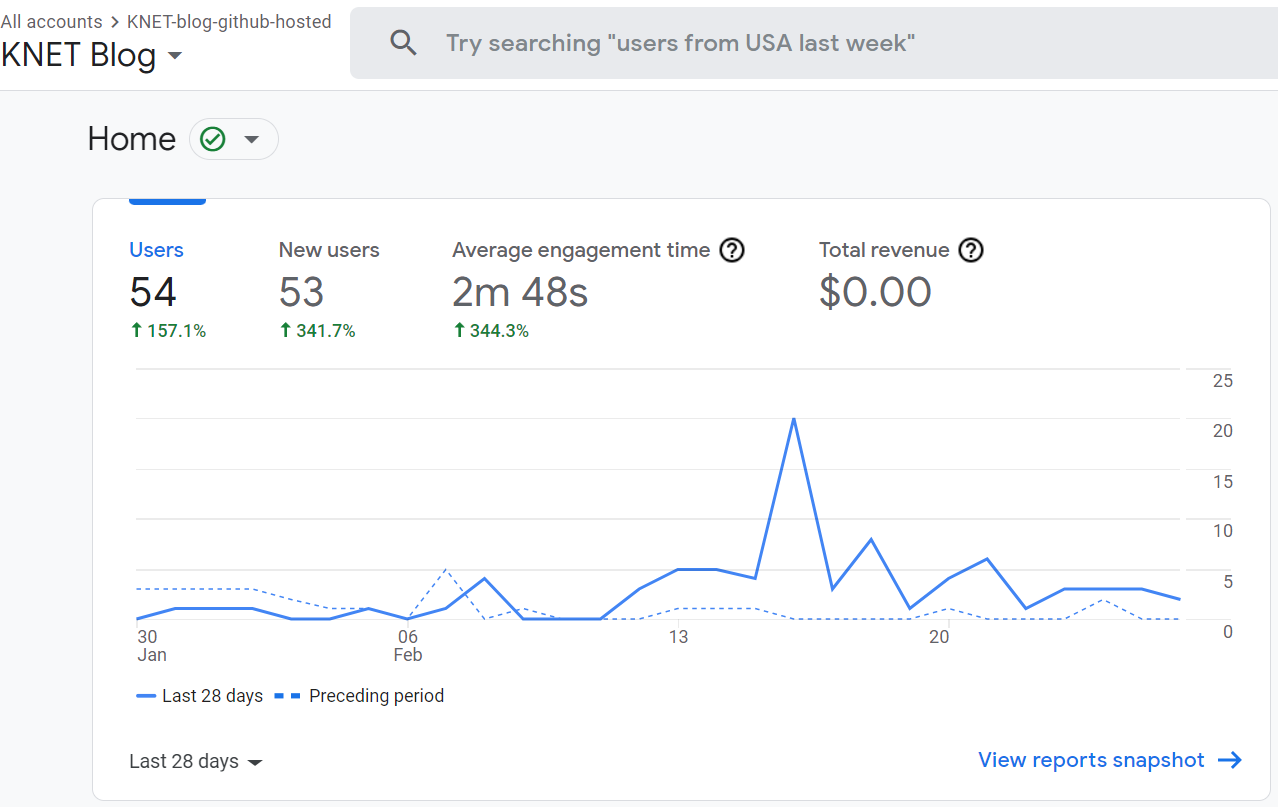 All accounts > KNET-blog-github-hosted
KNET Blog
Try searching "users from USA last week"
Home
Users
54
↑ 157.1%
New users
53
↑ 341.7%
Average engagement time ?
2m 48s
↑ 344.3%
Total revenue ?
$0.00
25
20
15
10
5
0
30
Jan
06
Feb
13
20
Last 28 days
Preceding period
Last 28 days
View reports snapshot →